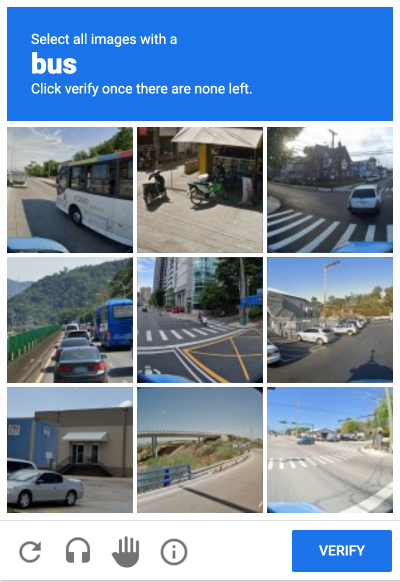 Select all images with a
bus
Click verify once there are none left.
VERIFY